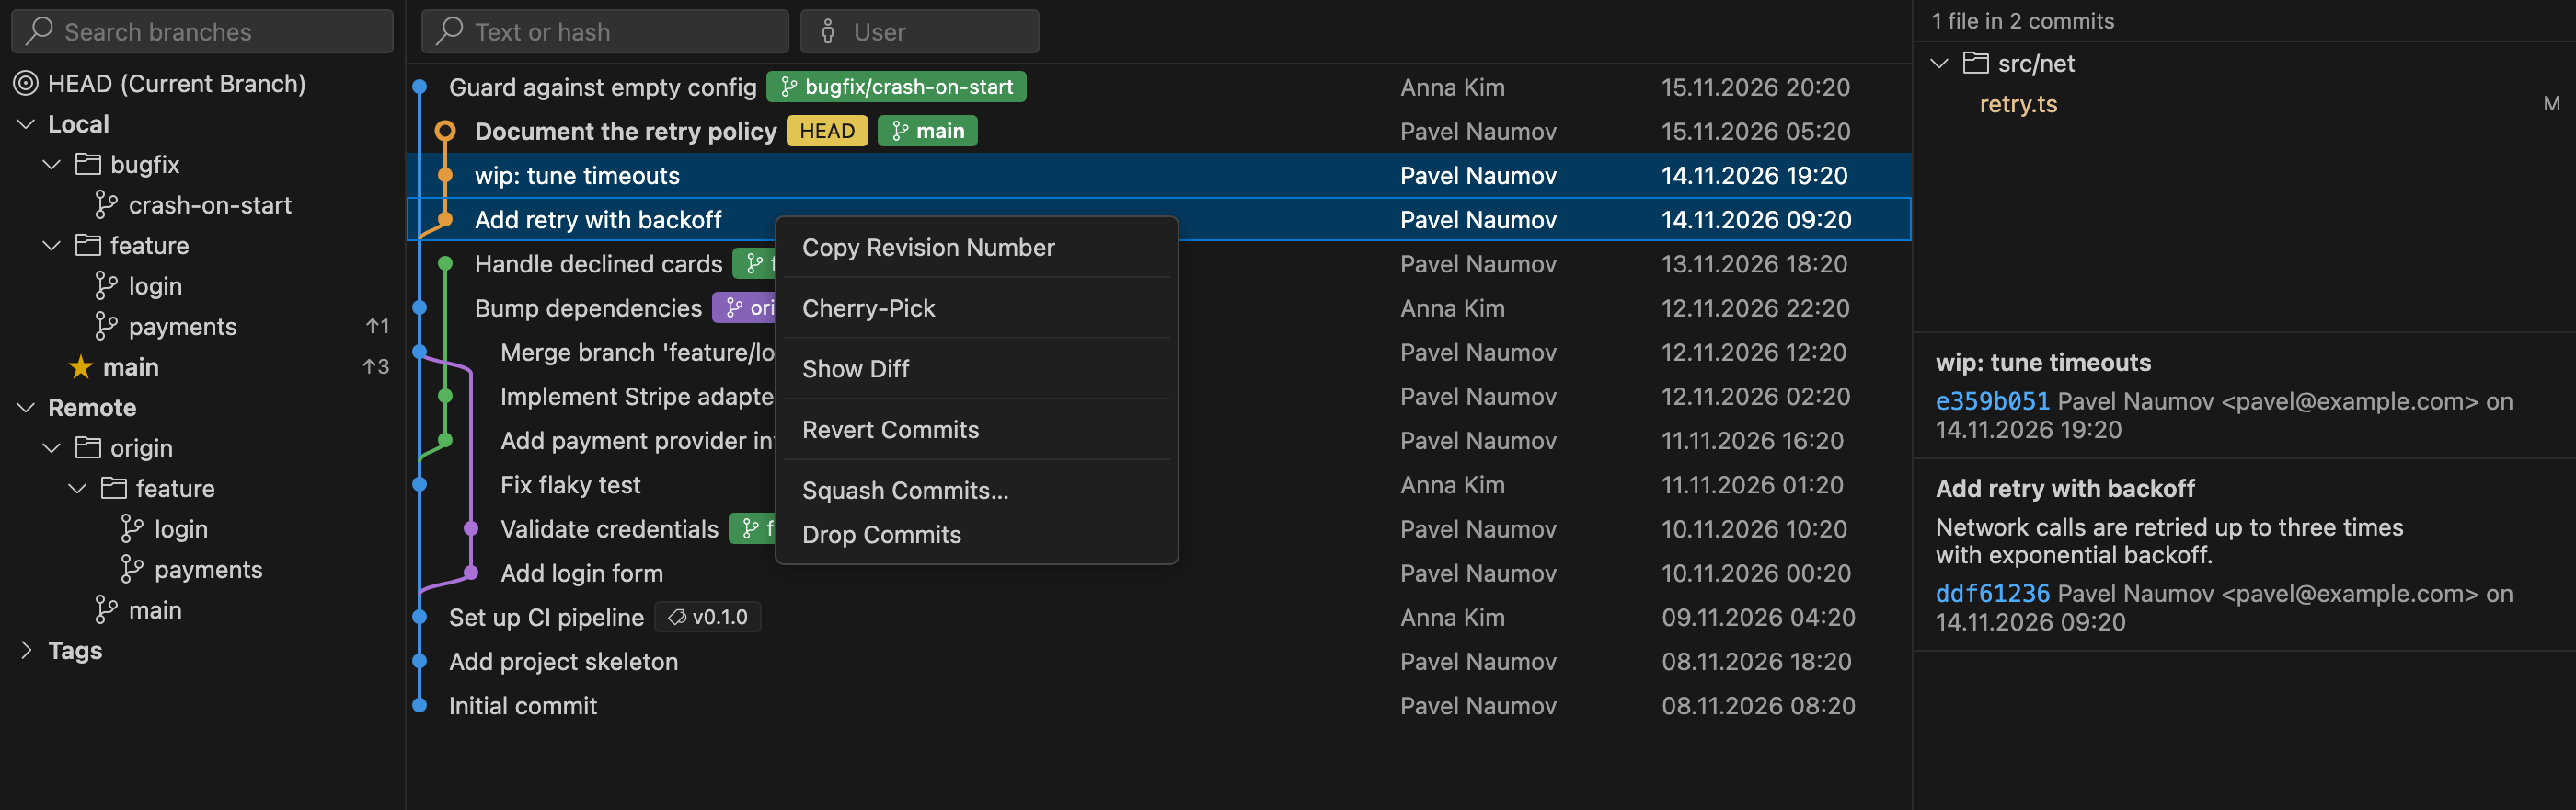 Search branches
HEAD (Current Branch)
Local
bugfix
crash-on-start
feature
login
payments ↑1
main ↑3
Remote
origin
feature
login
payments
main
Tags
Text or hash
User
Guard against empty config bugfix/crash-on-start Anna Kim 15.11.2026 20:20
Document the retry policy HEAD main Pavel Naumov 15.11.2026 05:20
wip: tune timeouts Pavel Naumov 14.11.2026 19:20
Add retry with backoff Pavel Naumov 14.11.2026 09:20
Handle declined cards Pavel Naumov 13.11.2026 18:20
Bump dependencies Anna Kim 12.11.2026 22:20
Merge branch Pavel Naumov 12.11.2026 12:20
Implement Stripe Pavel Naumov 12.11.2026 02:20
Add payment provider Pavel Naumov 11.11.2026 16:20
Fix flaky test Anna Kim 11.11.2026 01:20
Validate credentials Pavel Naumov 10.11.2026 10:20
Add login form Pavel Naumov 10.11.2026 00:20
Set up CI pipeline v0.1.0 Anna Kim 09.11.2026 04:20
Add project skeleton Pavel Naumov 08.11.2026 18:20
Initial commit Pavel Naumov 08.11.2026 08:20
Copy Revision Number
Cherry-Pick
Show Diff
Revert Commits
Squash Commits...
Drop Commits
1 file in 2 commits
src/net
retry.ts M
wip: tune timeouts
e359b051 Pavel Naumov <pavel@example.com> on
14.11.2026 19:20
Add retry with backoff
Network calls are retried up to three times
with exponential backoff.
ddf61236 Pavel Naumov <pavel@example.com> on
14.11.2026 09:20